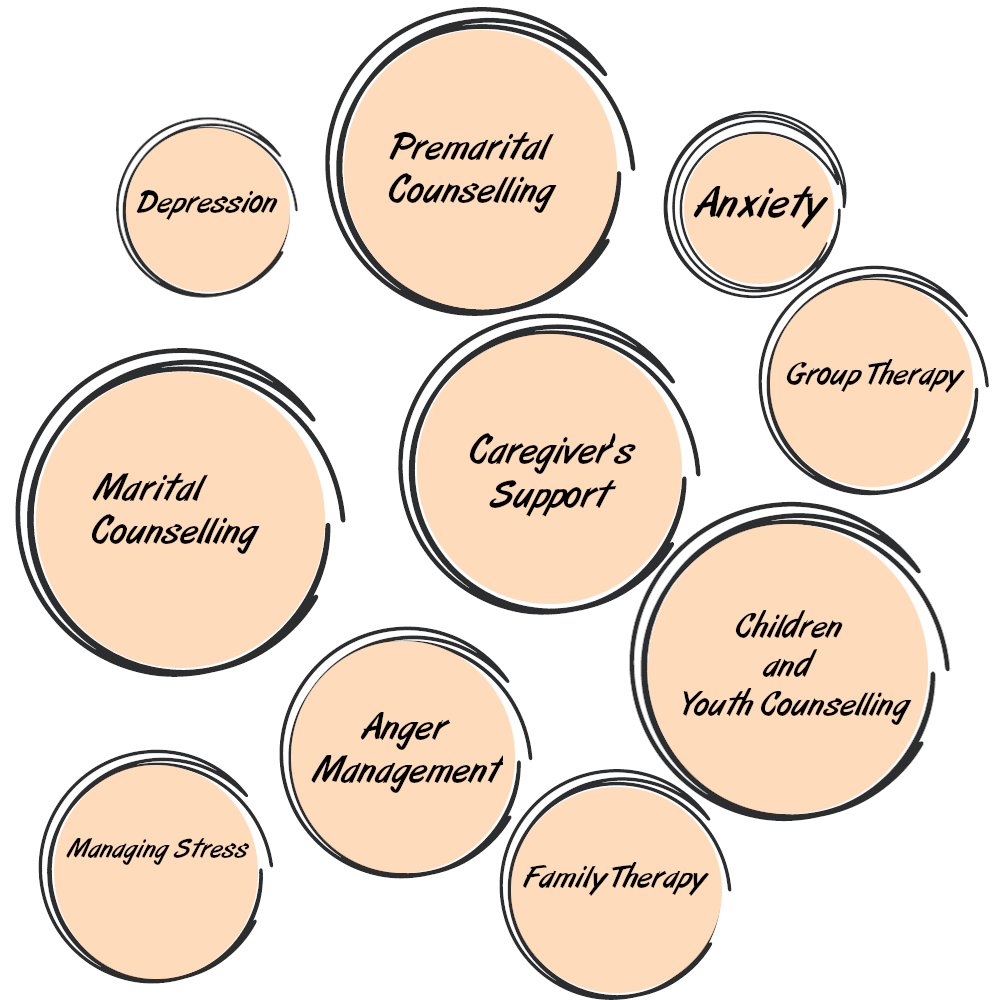 Premarital
Counselling
Depression
Anxiety
Group Therapy
Marital
Counselling
Caregiver's
Support
Children
and
Youth Counselling
Anger
Management
Managing Stress
Family Therapy